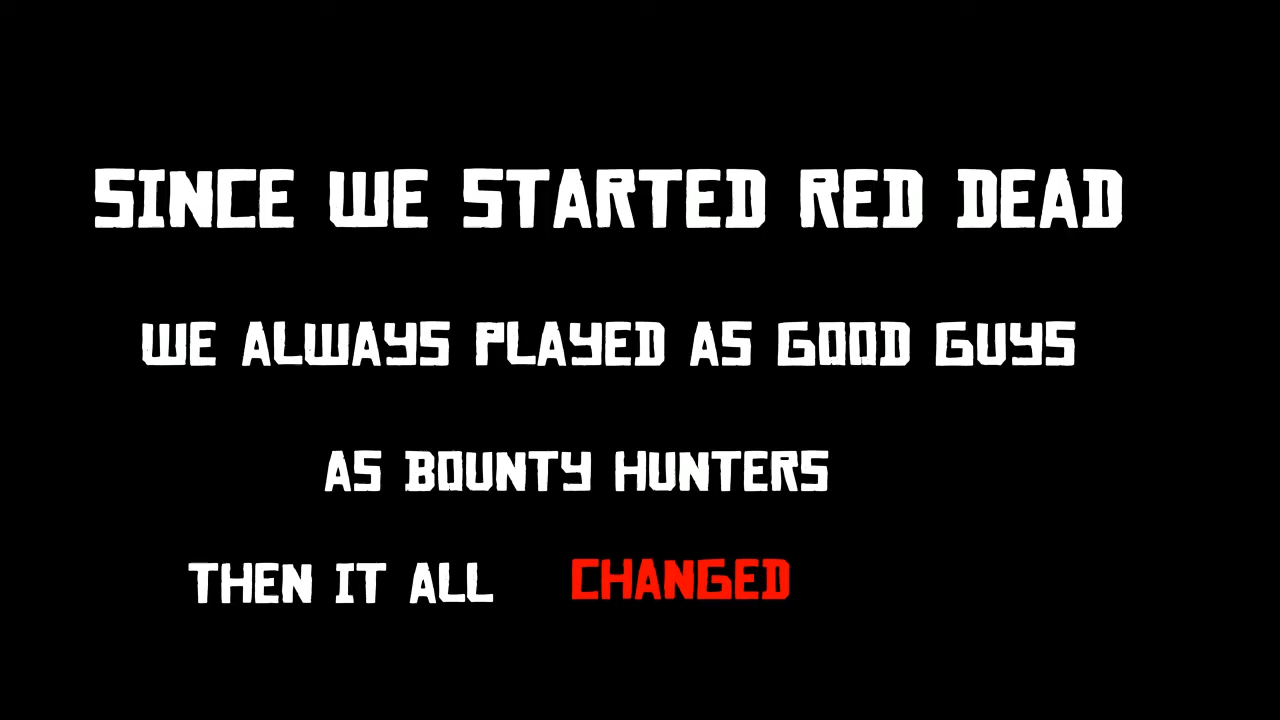 SINCE WE STARTED RED DEAD
WE ALWAYS PLAYED AS GOOD GUYS
AS BOUNTY HUNTERS
THEN IT ALL CHANGED